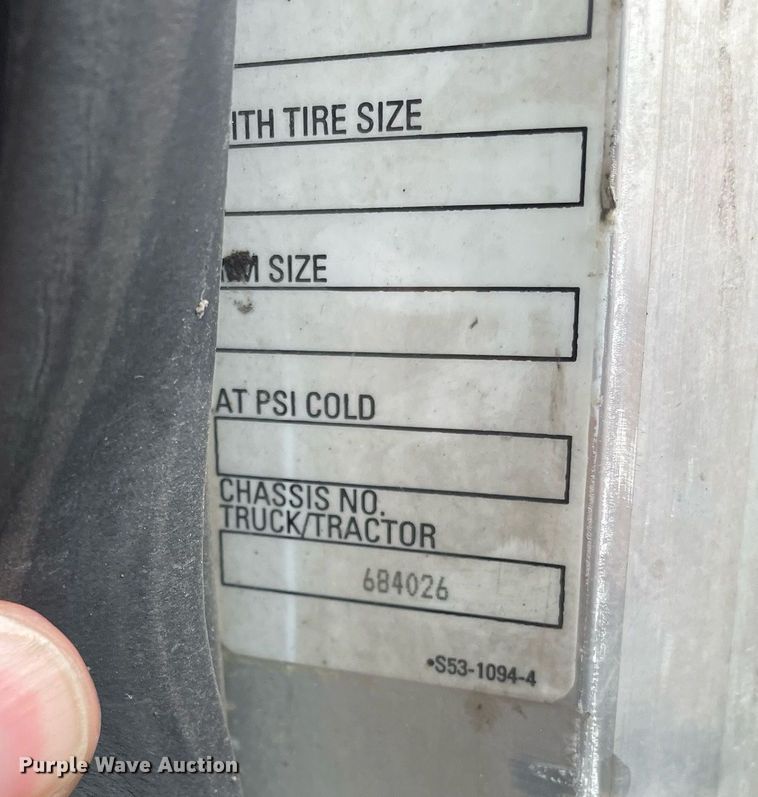 ITH TIRE SIZE
SIZE
AT PSI COLD
CHASSIS NO.
TRUCK/TRACTOR
684026
•S53-1094-4
Purple Wave Auction